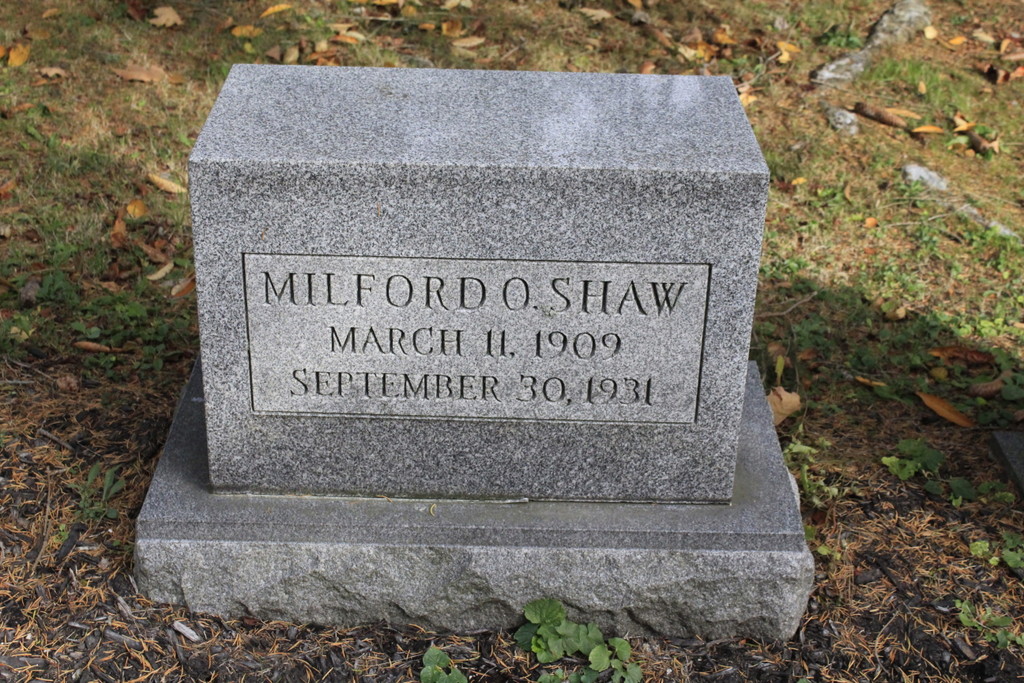 MILFORD O. SHAW
MARCH 11, 1909
SEPTEMBER 30, 1931